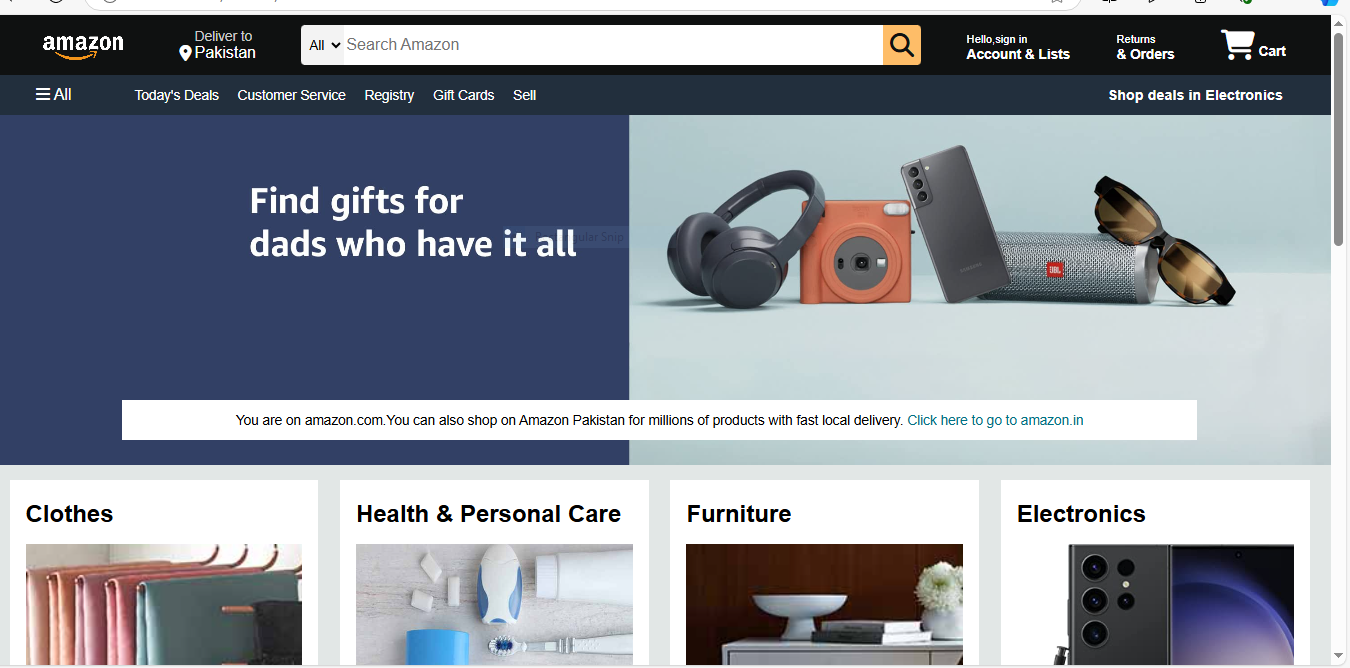 amazon
Deliver to
Pakistan
All
Search Amazon
Hello,sign in
Account & Lists
Returns
& Orders
Cart
All
Today's Deals
Customer Service
Registry
Gift Cards
Sell
Shop deals in Electronics
Find gifts for
dads who have it all
SAMSUNG
JBL
You are on amazon.com.You can also shop on Amazon Pakistan for millions of products with fast local delivery. Click here to go to amazon.in
Clothes
Health & Personal Care
Furniture
Electronics